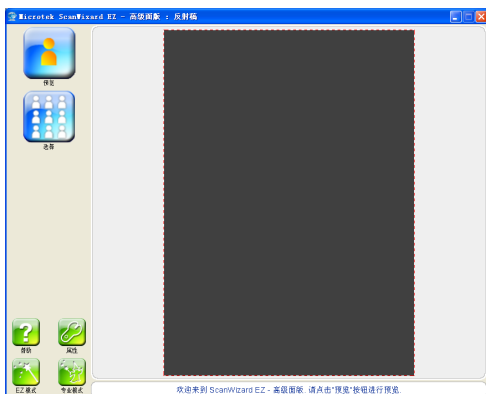 Microtek ScanWizard EZ - 高级面版 : 反射稿
预览
选择
帮助
属性
EZ 模式
专业模式
欢迎来到 ScanWizard EZ - 高级面版. 请点击"预览"按钮进行预览.